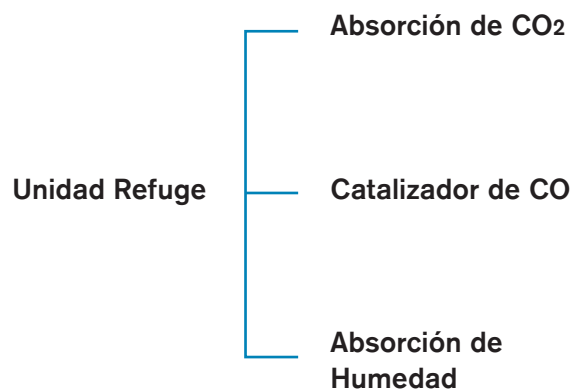 Absorción de CO2
Unidad Refuge
Catalizador de CO
Absorción de
Humedad